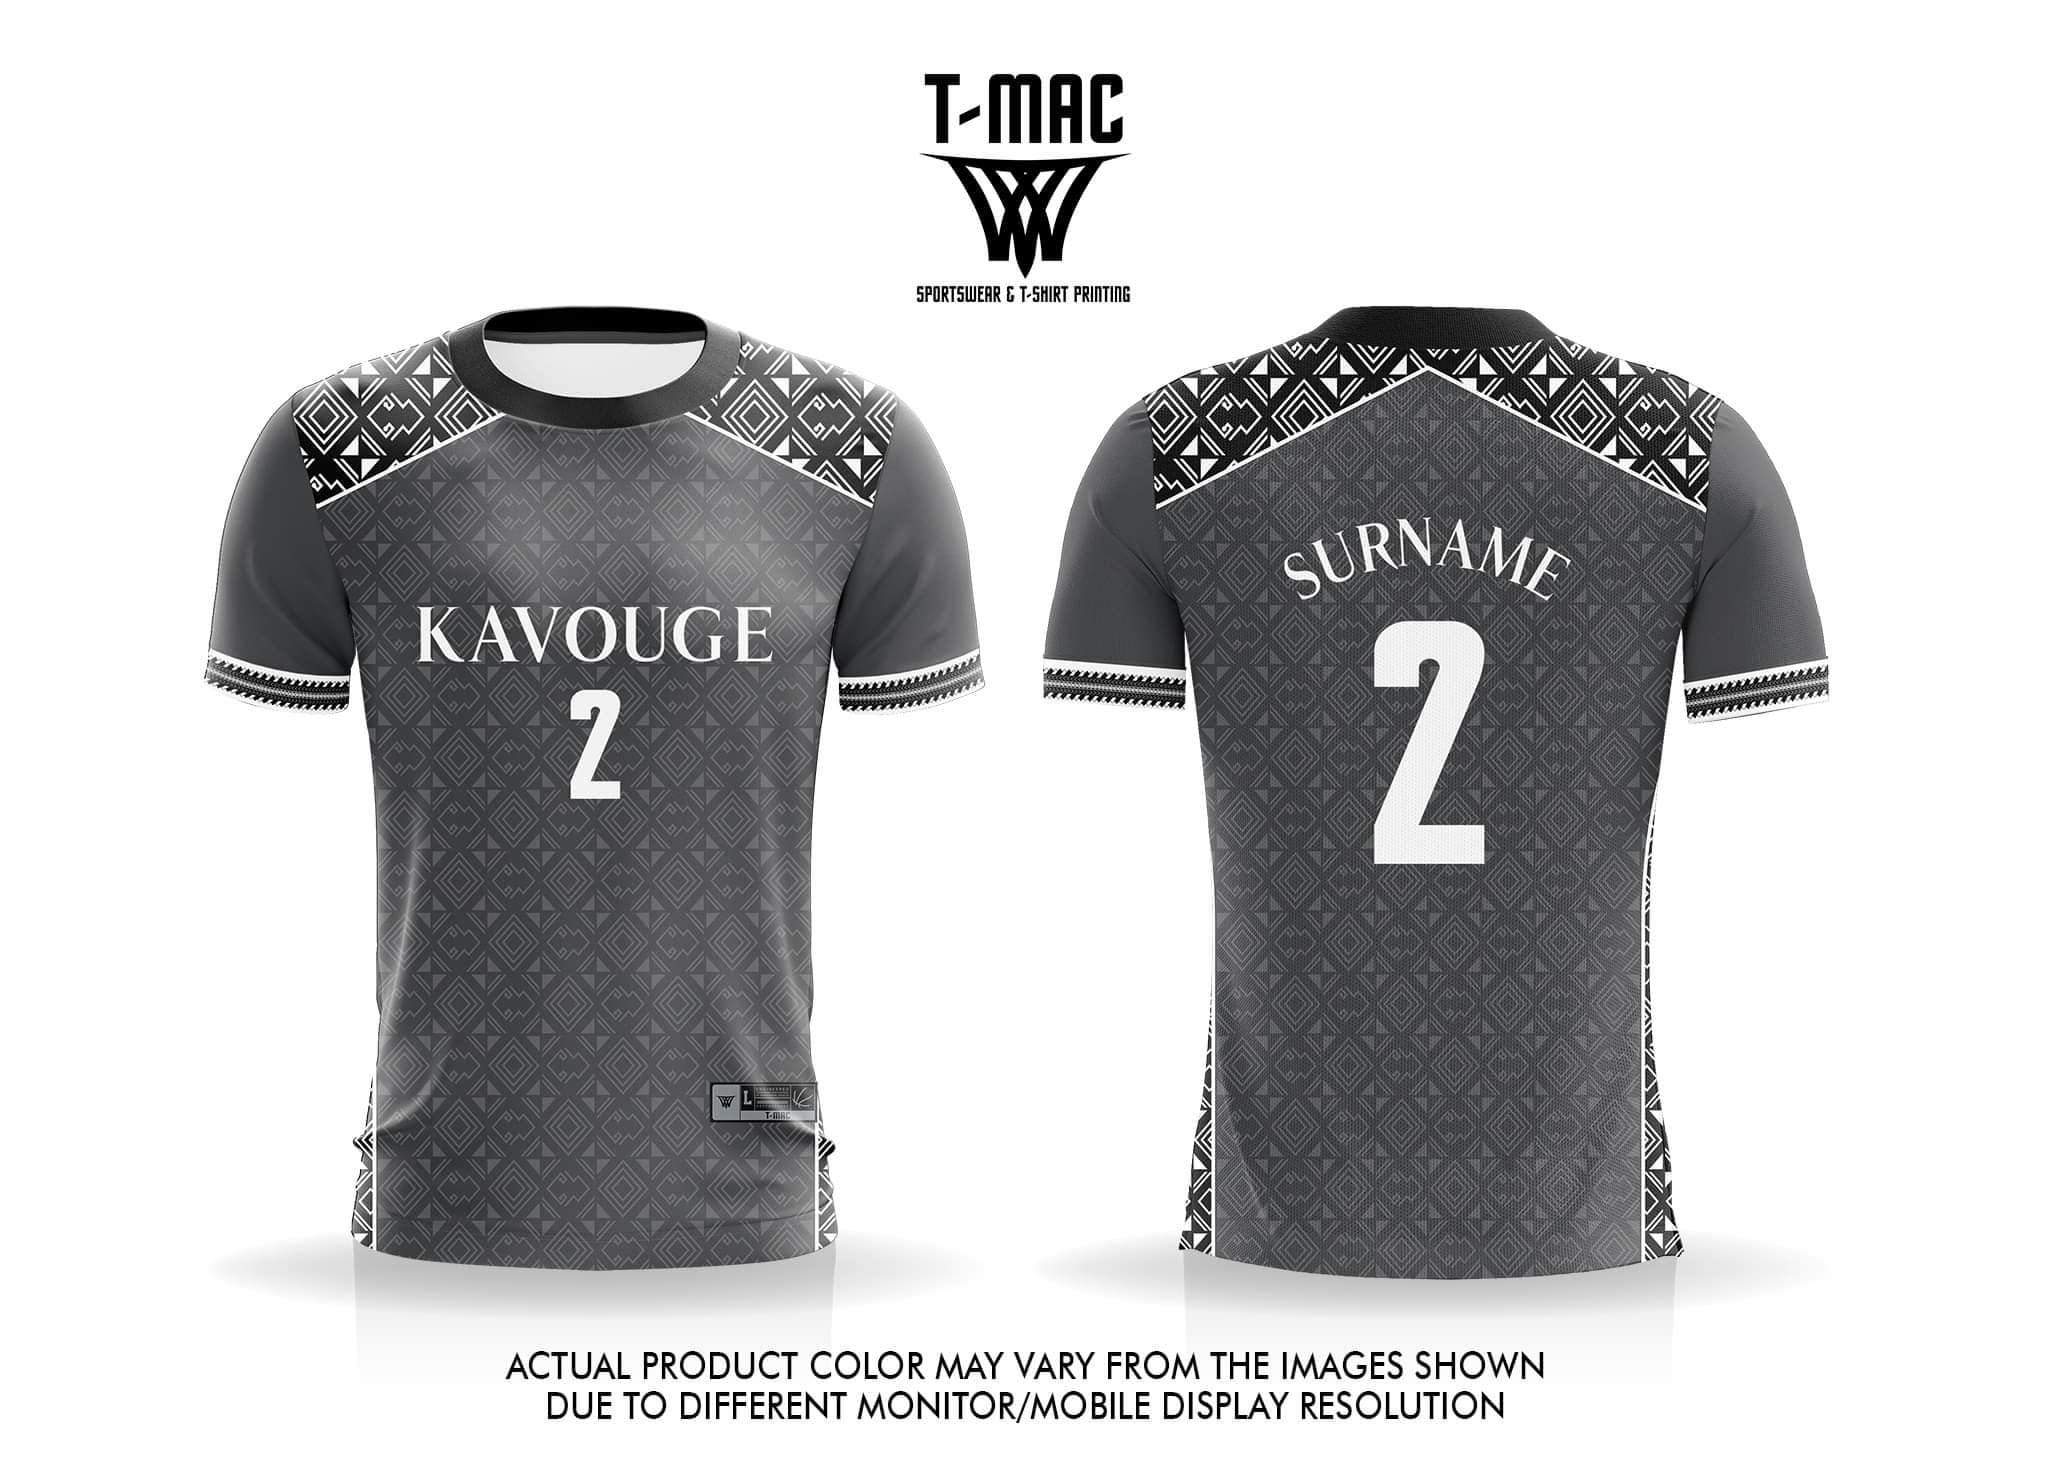 T-MAC
SPORTSWEAR & T-SHIRT PRINTING
KAVOUGE
2
L
T-MAC
SURNAME
2
ACTUAL PRODUCT COLOR MAY VARY FROM THE IMAGES SHOWN
DUE TO DIFFERENT MONITOR/MOBILE DISPLAY RESOLUTION